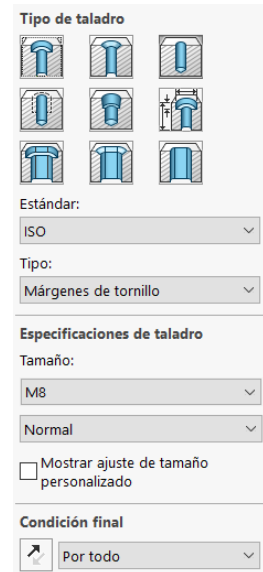 Tipo de taladro
Estándar:
ISO
Tipo:
Márgenes de tornillo
Especificaciones de taladro
Tamaño:
M8
Normal
Mostrar ajuste de tamaño
personalizado
Condición final
Por todo